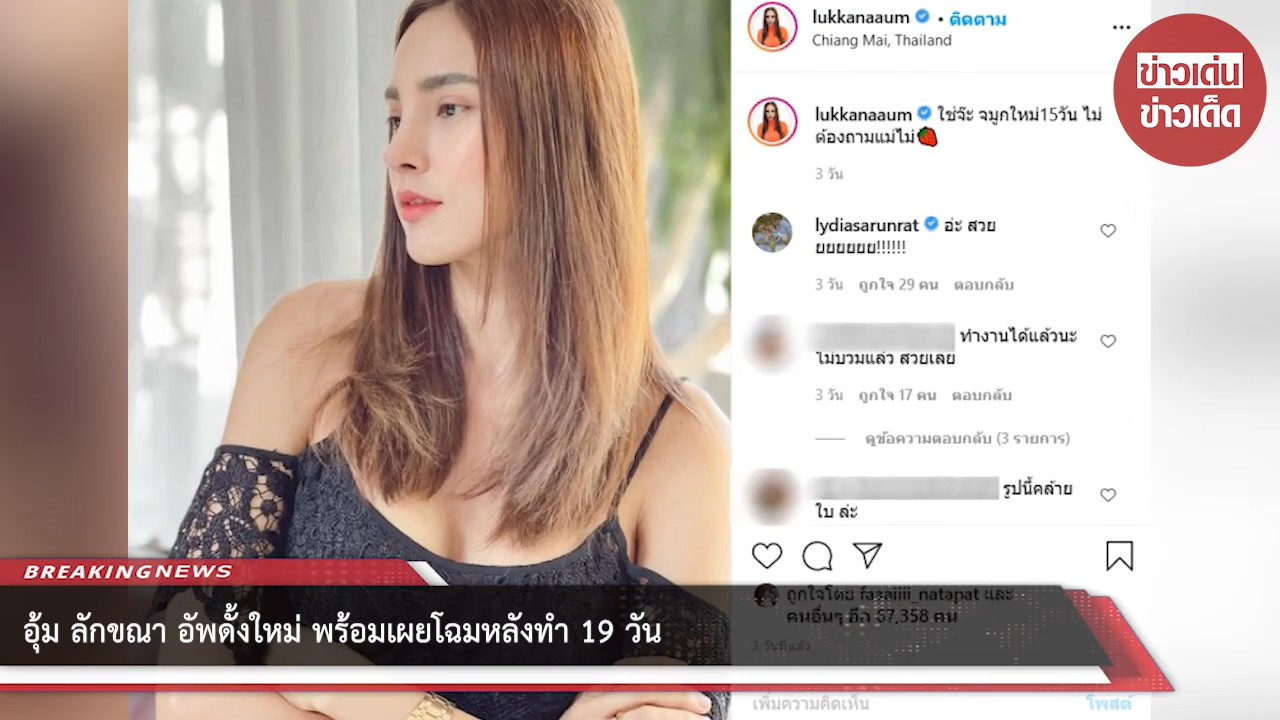 lukkanaaum • ติดตาม
Chiang Mai, Thailand
ข่าวเด่น
ข่าวเด็ด
lukkanaaum ใช่จ๊ะ จมูกใหม่15วัน ไม่
ต้องถามแม่ไม่🍓
3 วัน
lydiasarunrat อ่ะ สวย
ยยยยยย!!!!!!
3 วัน ถูกใจ 29 คน ตอบกลับ
ทำงานได้แล้วนะ
ไม่บวมแล้ว สวยเลย
3 วัน ถูกใจ 17 คน ตอบกลับ
ดูข้อความตอบกลับ (3 รายการ)
รูปนี้คล้าย
ใบ ล่ะ
BREAKING NEWS
ถูกใจโดย faaaiiiii_natapat และ
คนอื่นๆ อีก 67,358 คน
อุ้ม ลักขณา อัพดั้งใหม่ พร้อมเผยโฉมหลังทำ 19 วัน
3 วันที่แล้ว
เพิ่มความคิดเห็น โพสต์